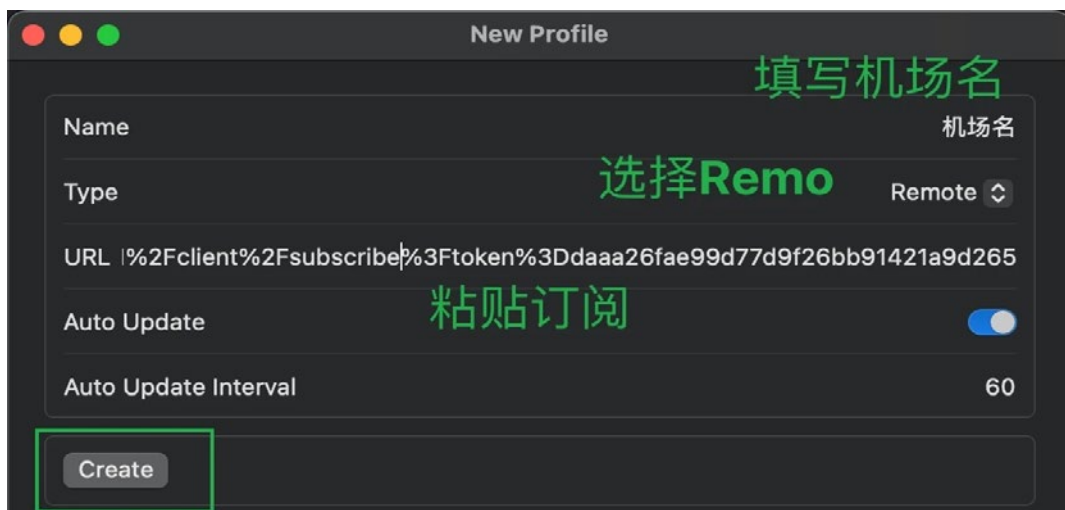 New Profile
填写机场名
Name 机场名
选择Remo
Type Remote
URL l%2Fclient%2Fsubscribe%3Ftoken%3Ddaaa26fae99d77d9f26bb91421a9d265
粘贴订阅
Auto Update
Auto Update Interval 60
Create